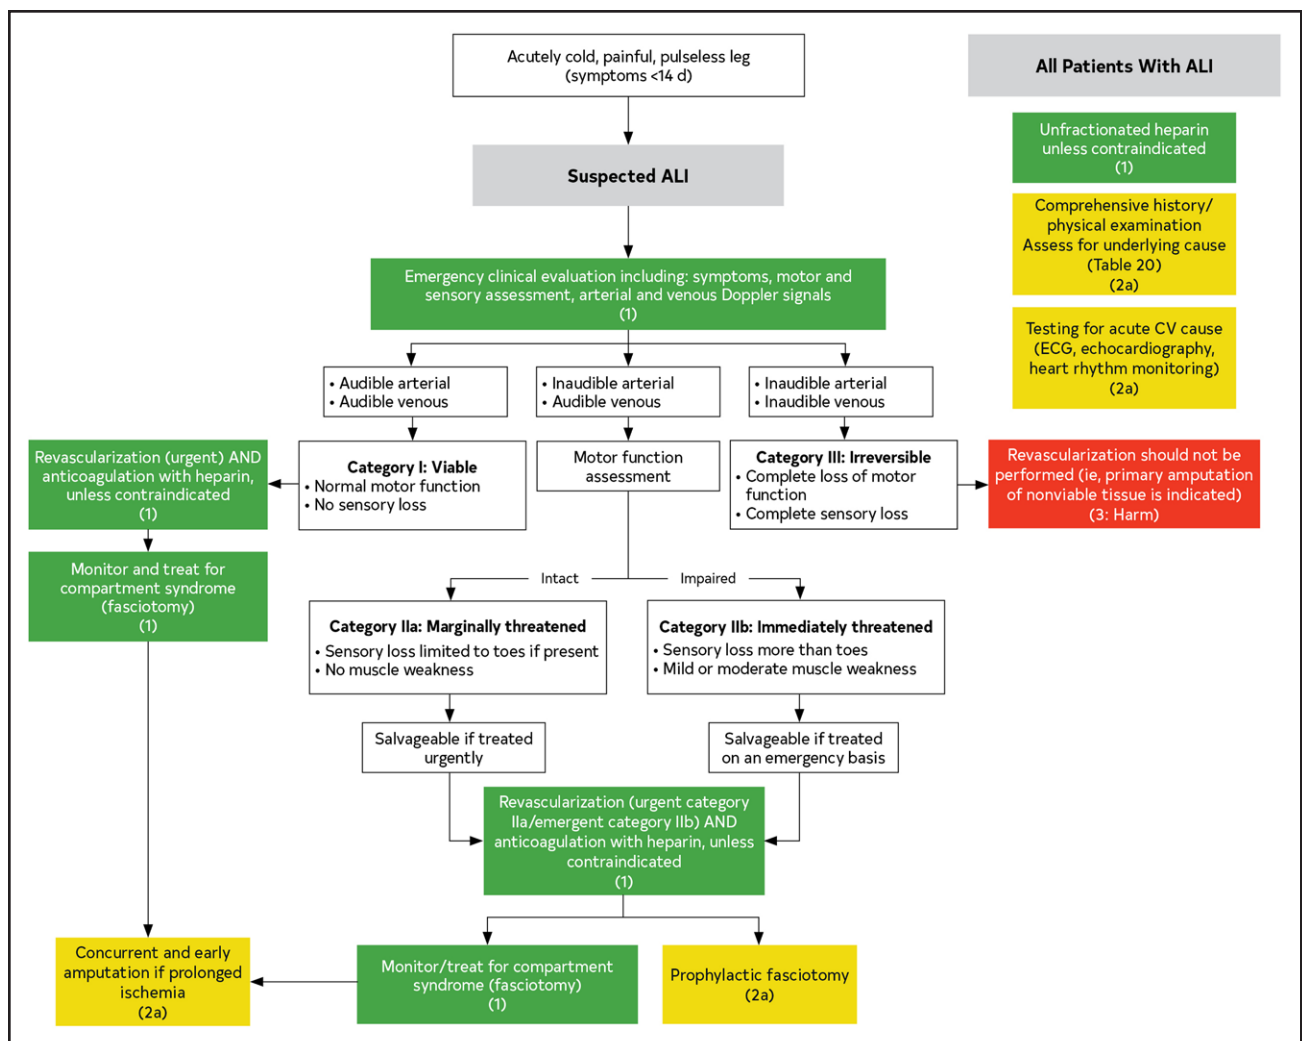 Acutely cold, painful, pulseless leg
(symptoms <14 d)
All Patients With ALI
Unfractionated heparin
unless contraindicated
(1)
Suspected ALI
Comprehensive history/
physical examination
Assess for underlying cause
(Table 20)
(2a)
Emergency clinical evaluation including: symptoms, motor and
sensory assessment, arterial and venous Doppler signals
(1)
Testing for acute CV cause
(ECG, echocardiography,
heart rhythm monitoring)
(2a)
• Audible arterial
• Audible venous
• Inaudible arterial
• Audible venous
• Inaudible arterial
• Inaudible venous
Revascularization (urgent) AND
anticoagulation with heparin,
unless contraindicated
(1)
Category I: Viable
• Normal motor function
• No sensory loss
Motor function
assessment
Category III: Irreversible
• Complete loss of motor
function
• Complete sensory loss
Revascularization should not be
performed (ie, primary amputation
of nonviable tissue is indicated)
(3: Harm)
Monitor and treat for
compartment syndrome
(fasciotomy)
(1)
Intact
Impaired
Category IIa: Marginally threatened
• Sensory loss limited to toes if present
• No muscle weakness
Category IIb: Immediately threatened
• Sensory loss more than toes
• Mild or moderate muscle weakness
Salvageable if treated
urgently
Salvageable if treated
on an emergency basis
Revascularization (urgent category
IIa/emergent category IIb) AND
anticoagulation with heparin, unless
contraindicated
(1)
Concurrent and early
amputation if prolonged
ischemia
(2a)
Monitor/treat for compartment
syndrome (fasciotomy)
(1)
Prophylactic fasciotomy
(2a)